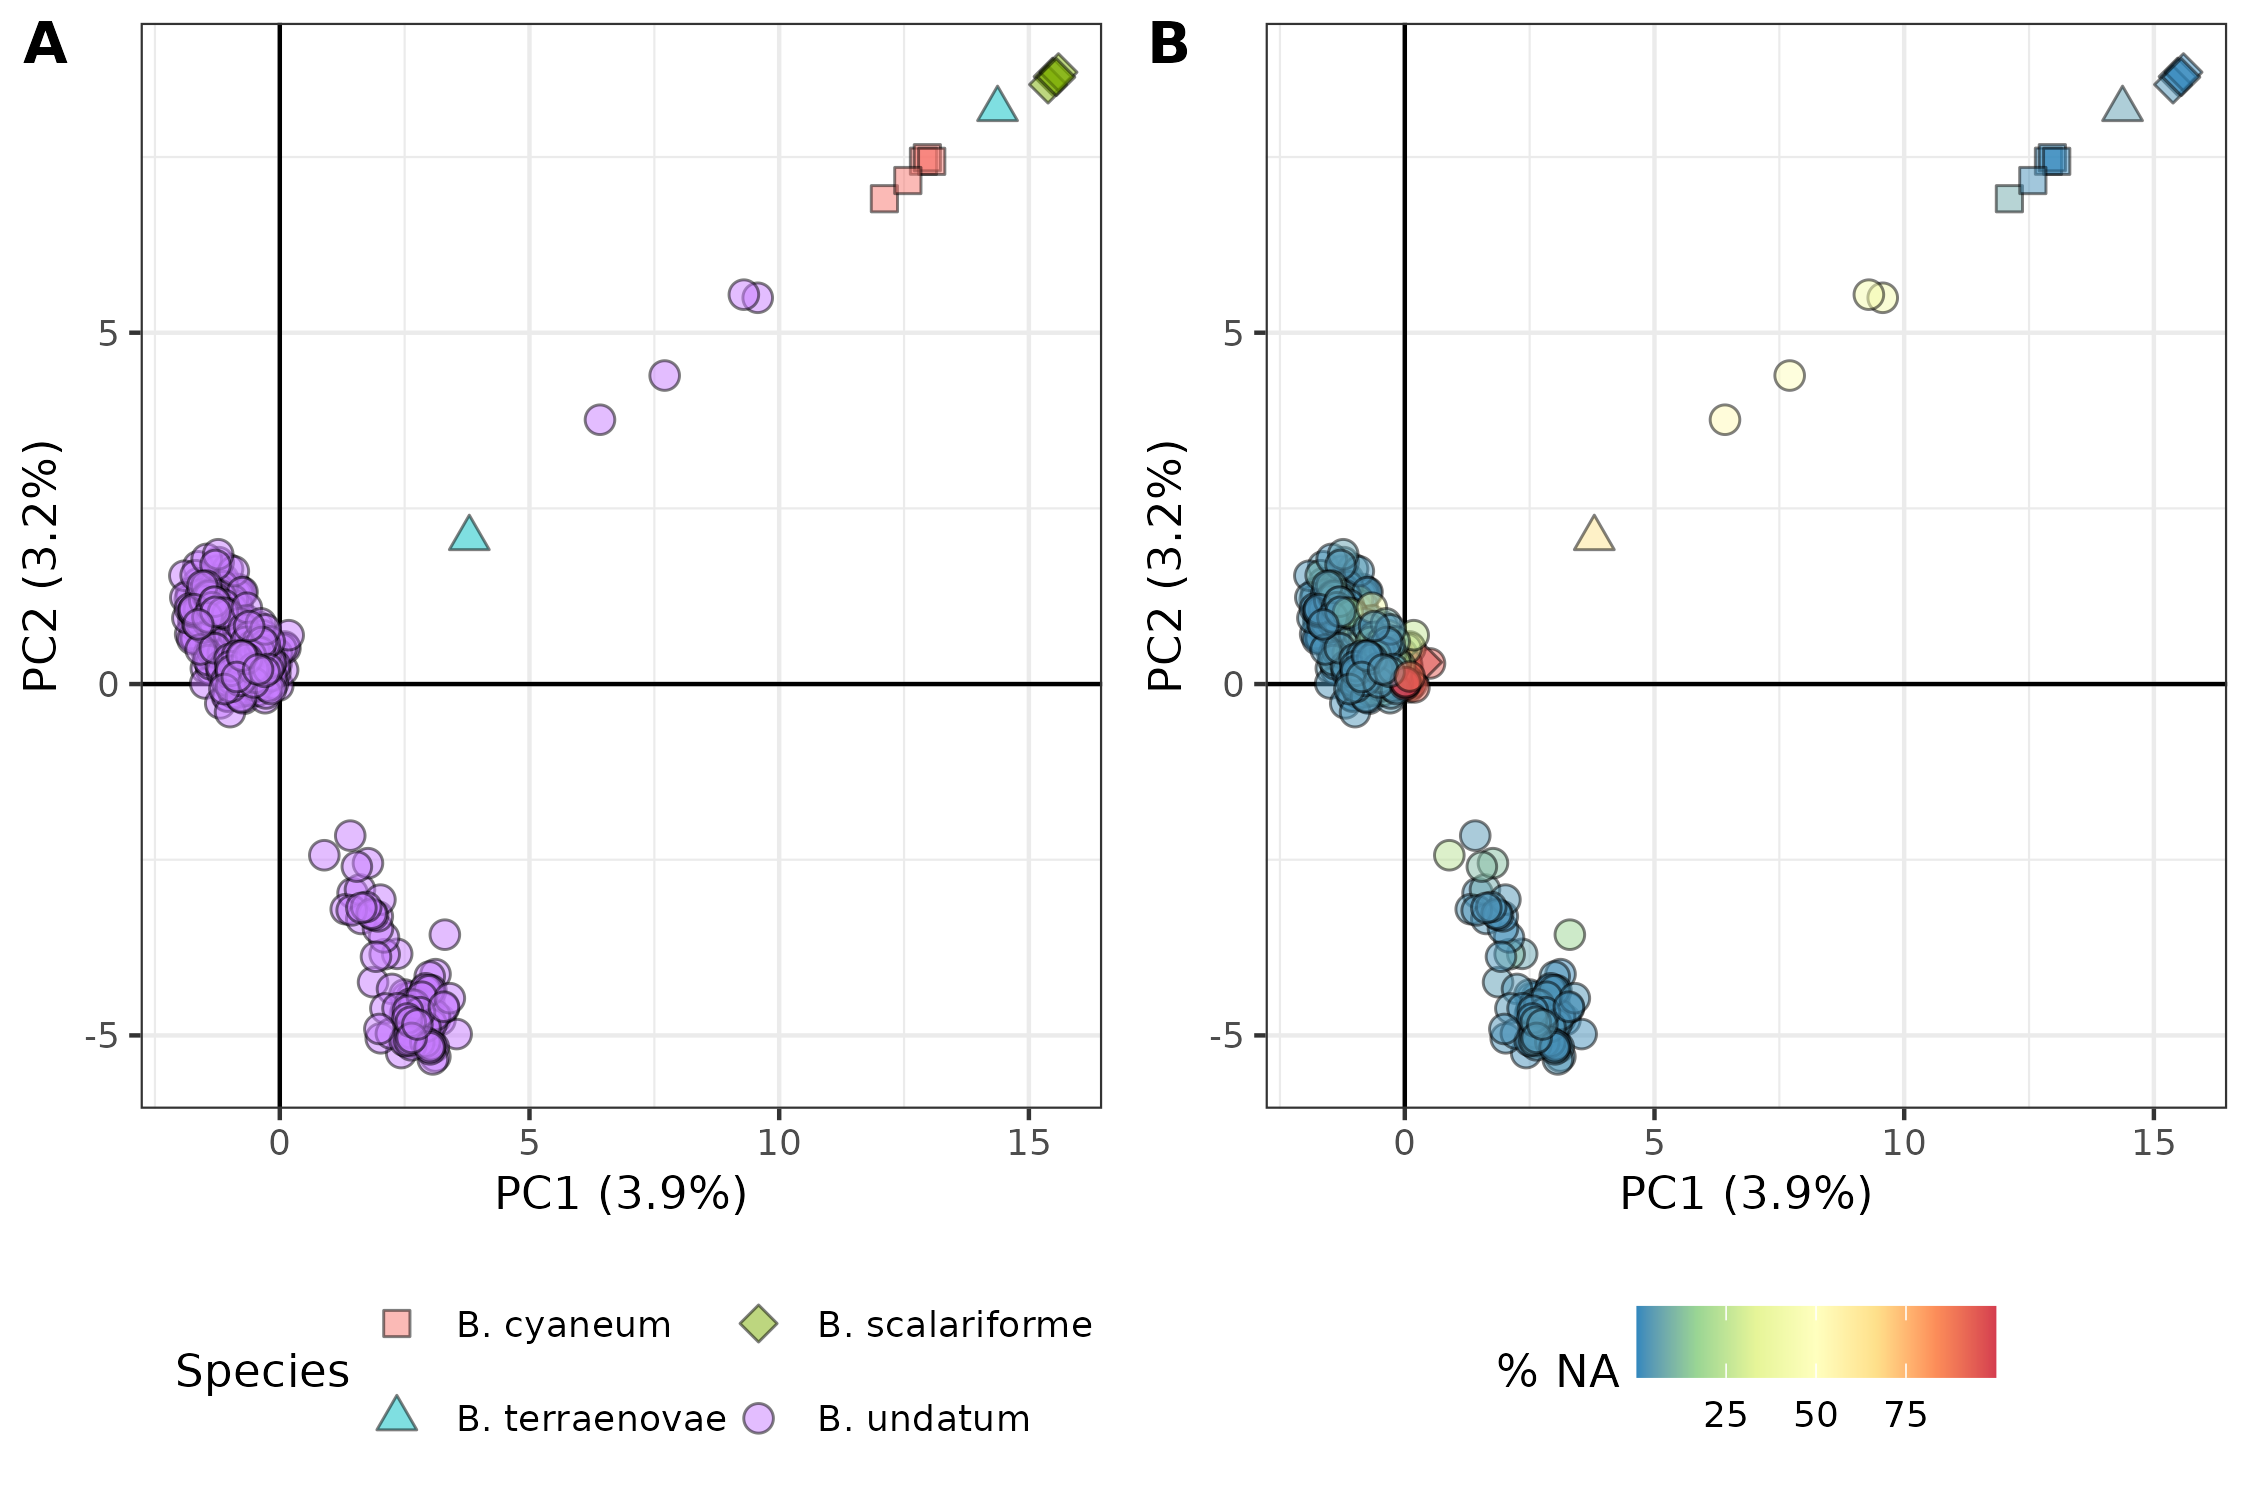 A
B
5
0
-5
PC2 (3.2%)
0 5 10 15
PC1 (3.9%)
5
0
-5
PC2 (3.2%)
0 5 10 15
PC1 (3.9%)
Species
B. cyaneum
B. scalariforme
B. terraenovae
B. undatum
% NA
25 50 75